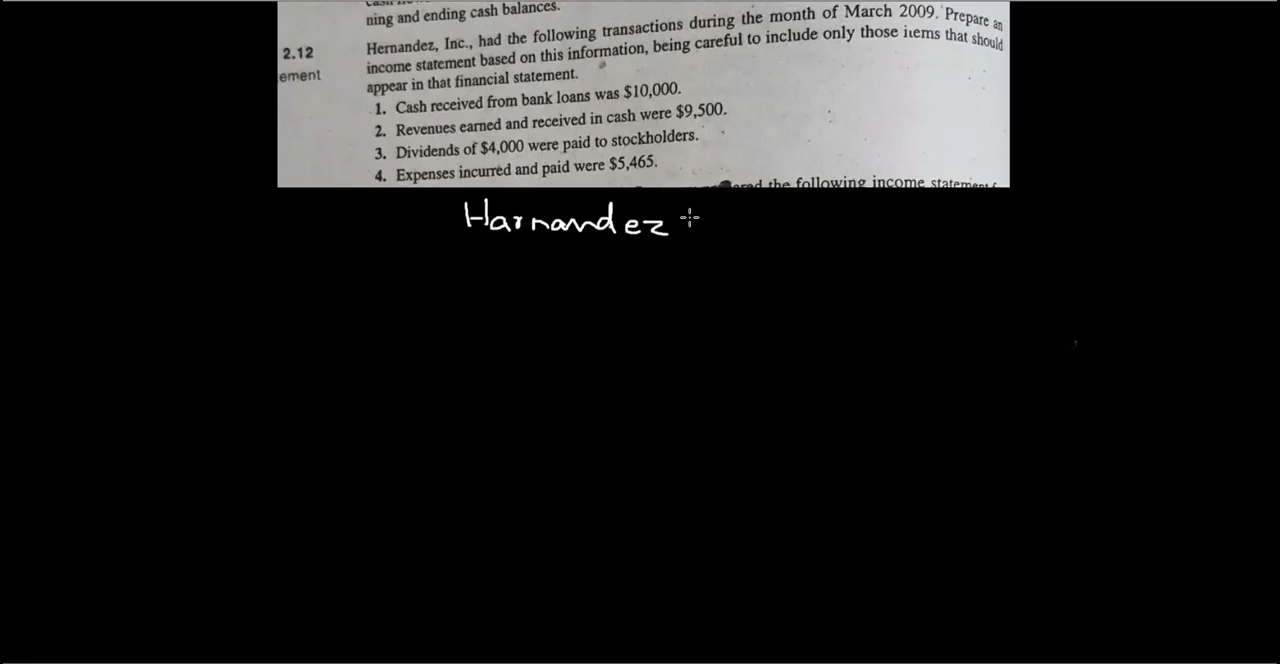 ning and ending cash balances.
2.12 Hernandez, Inc., had the following transactions during the month of March 2009. Prepare an
ement income statement based on this information, being careful to include only those items that should
appear in that financial statement.
1. Cash received from bank loans was $10,000.
2. Revenues earned and received in cash were $9,500.
3. Dividends of $4,000 were paid to stockholders.
4. Expenses incurred and paid were $5,465.
the following income statement
Harnandez